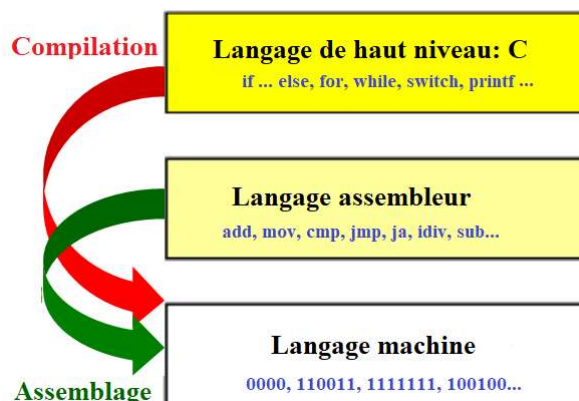 Compilation
Langage de haut niveau: C
if ... else, for, while, switch, printf ...
Langage assembleur
add, mov, cmp, jmp, ja, idiv, sub...
Langage machine
0000, 110011, 1111111, 100100...
Assemblage